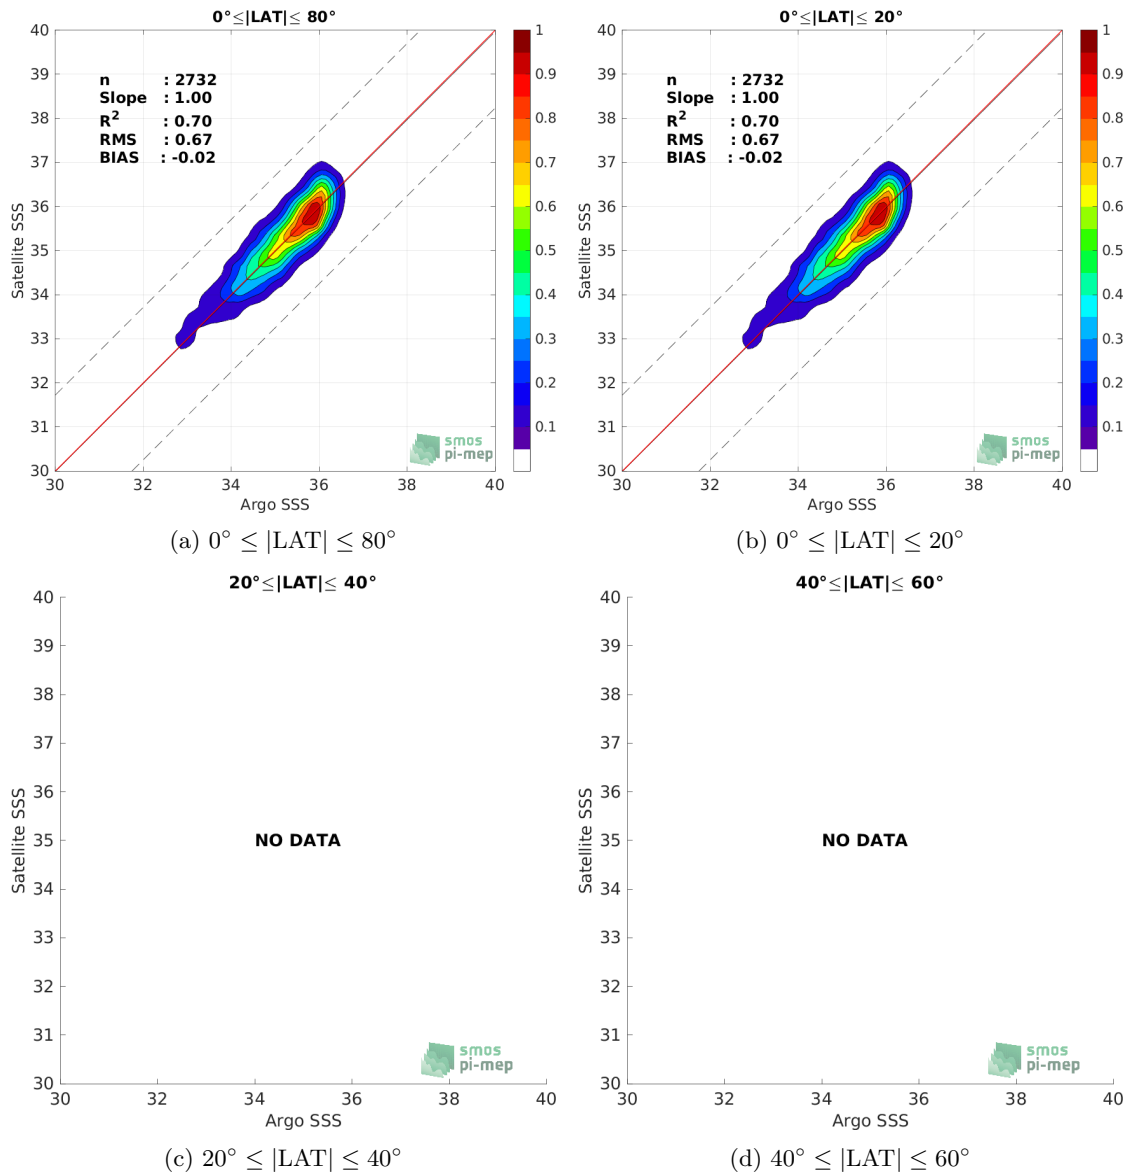 0°≤|LAT|≤ 80°
40
39
38
37
36
35
34
33
32
31
30
Satellite SSS
n : 2732
Slope : 1.00
R² : 0.70
RMS : 0.67
BIAS : -0.02
smos
pi-mep
30 32 34 36 38 40
Argo SSS
1
0.9
0.8
0.7
0.6
0.5
0.4
0.3
0.2
0.1
(a) 0° ≤ |LAT| ≤ 80°
0°≤|LAT|≤ 20°
40
39
38
37
36
35
34
33
32
31
30
Satellite SSS
n : 2732
Slope : 1.00
R² : 0.70
RMS : 0.67
BIAS : -0.02
smos
pi-mep
30 32 34 36 38 40
Argo SSS
1
0.9
0.8
0.7
0.6
0.5
0.4
0.3
0.2
0.1
(b) 0° ≤ |LAT| ≤ 20°
20°≤|LAT|≤ 40°
40
39
38
37
36
35
34
33
32
31
30
Satellite SSS
NO DATA
smos
pi-mep
30 32 34 36 38 40
Argo SSS
(c) 20° ≤ |LAT| ≤ 40°
40°≤|LAT|≤ 60°
40
39
38
37
36
35
34
33
32
31
30
Satellite SSS
NO DATA
smos
pi-mep
30 32 34 36 38 40
Argo SSS
(d) 40° ≤ |LAT| ≤ 60°